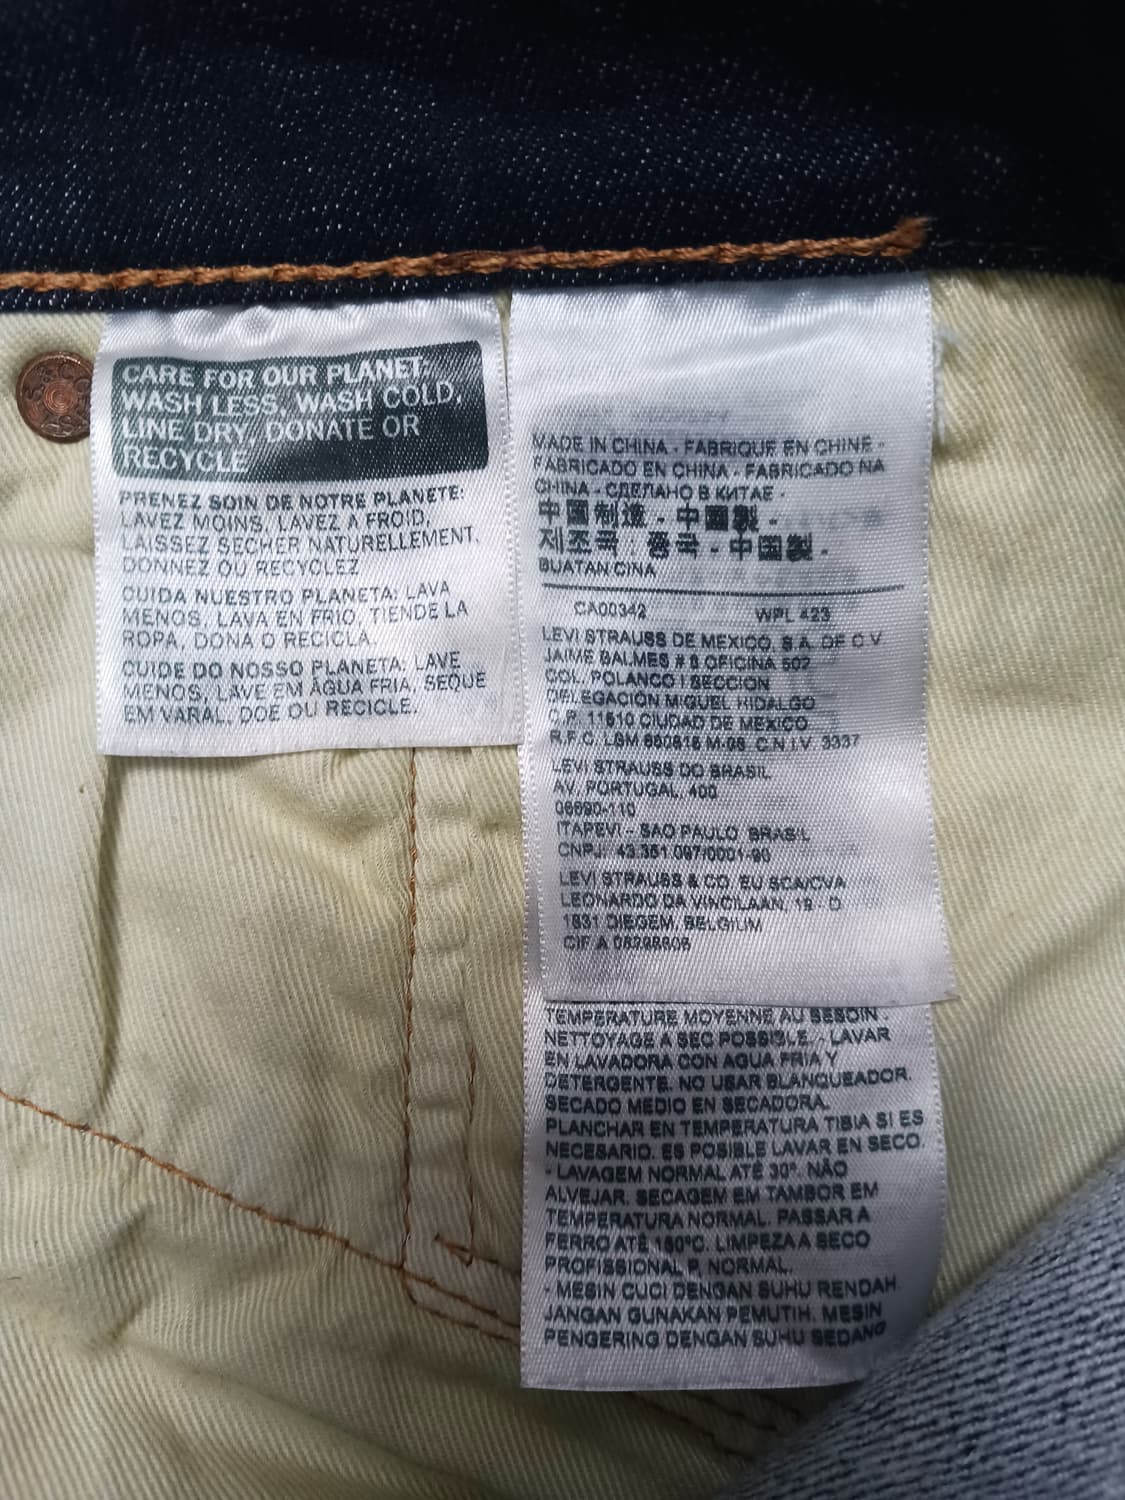 CARE FOR OUR PLANET:
WASH LESS, WASH COLD,
LINE DRY, DONATE OR
RECYCLE
PRENEZ SOIN DE NOTRE PLANETE:
LAVEZ MOINS, LAVEZ A FROID,
LAISSEZ SECHER NATURELLEMENT,
DONNEZ OU RECYCLEZ
CUIDA NUESTRO PLANETA: LAVA
MENOS, LAVA EN FRIO, TIENDE LA
ROPA, DONA O RECICLA.
CUIDE DO NOSSO PLANETA: LAVE
MENOS, LAVE EM ÁGUA FRIA, SEQUE
EM VARAL, DOE OU RECICLE.
MADE IN CHINA - FABRIQUE EN CHINE -
FABRICADO EN CHINA - FABRICADO NA
CHINA - СДЕЛАНО В КИТАЕ -
中国制造 - 中國製 -
제조국 : 중국 - 中国製 -
BUATAN CINA
CA00342 WPL 423
LEVI STRAUSS DE MEXICO, S.A. DE C.V
JAIME BALMES # 8 OFICINA 602
COL. POLANCO I SECCION
DELEGACIÓN MIGUEL HIDALGO
C.P. 11510 CIUDAD DE MEXICO
R.F.C. LSM 650816 M-06 C.N.I.V. 3337
LEVI STRAUSS DO BRASIL
AV. PORTUGAL, 400
06690-110
ITAPEVI - SAO PAULO BRASIL
CNPJ: 43.351.097/0001-90
LEVI STRAUSS & CO. EU SCA/CVA
LEONARDO DA VINCILAAN, 19 - D
1831 DIEGEM, BELGIUM
CIF A 08298606
TEMPERATURE MOYENNE AU BESOIN.
NETTOYAGE A SEC POSSIBLE. - LAVAR
EN LAVADORA CON AGUA FRIA Y
DETERGENTE. NO USAR BLANQUEADOR.
SECADO MEDIO EN SECADORA.
PLANCHAR EN TEMPERATURA TIBIA SI ES
NECESARIO. ES POSIBLE LAVAR EN SECO.
- LAVAGEM NORMAL ATÉ 30°. NÃO
ALVEJAR. SECAGEM EM TAMBOR EM
TEMPERATURA NORMAL. PASSAR A
FERRO ATÉ 150°C. LIMPEZA A SECO
PROFISSIONAL P, NORMAL.
- MESIN CUCI DENGAN SUHU RENDAH
JANGAN GUNAKAN PEMUTIH. MESIN
PENGERING DENGAN SUHU SEDANG